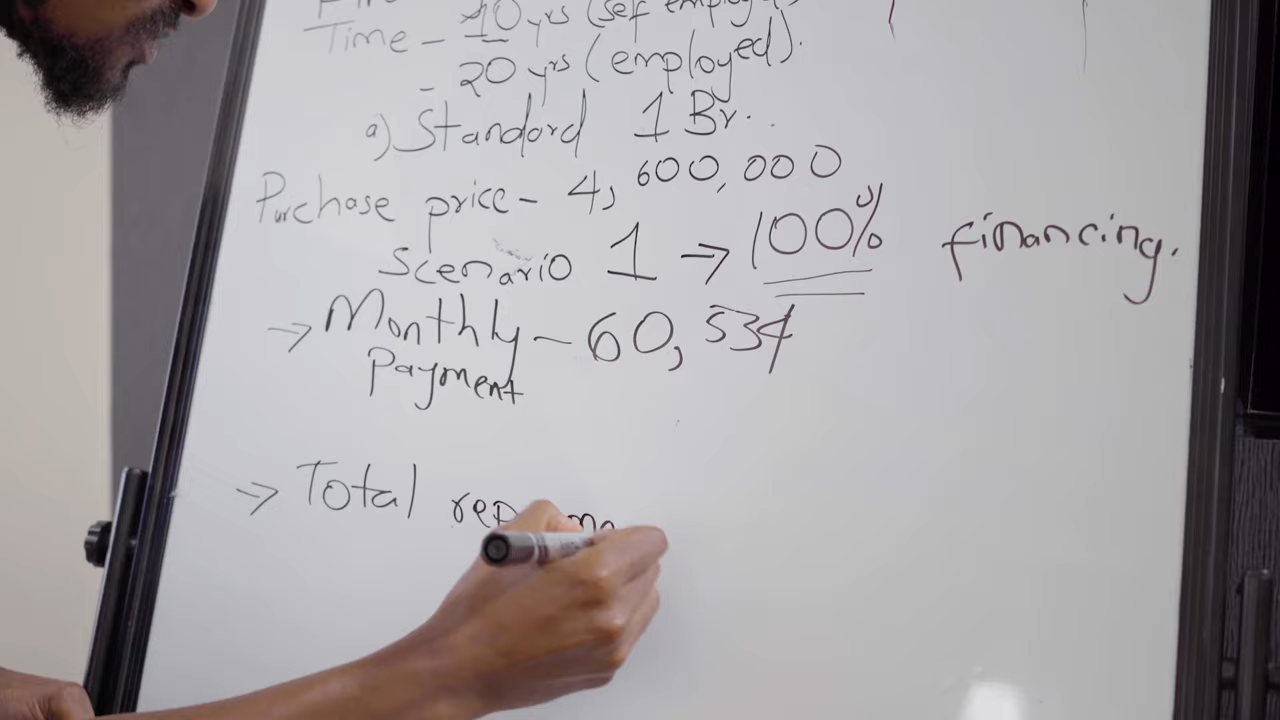 Time - 10 yrs (self employ
- 20 yrs (employed).
a) Standard 1 Br.
Purchase price - 4, 600, 000
Scenario 1 → 100% financing.
→ Monthly - 60, 534
Payment
→ Total